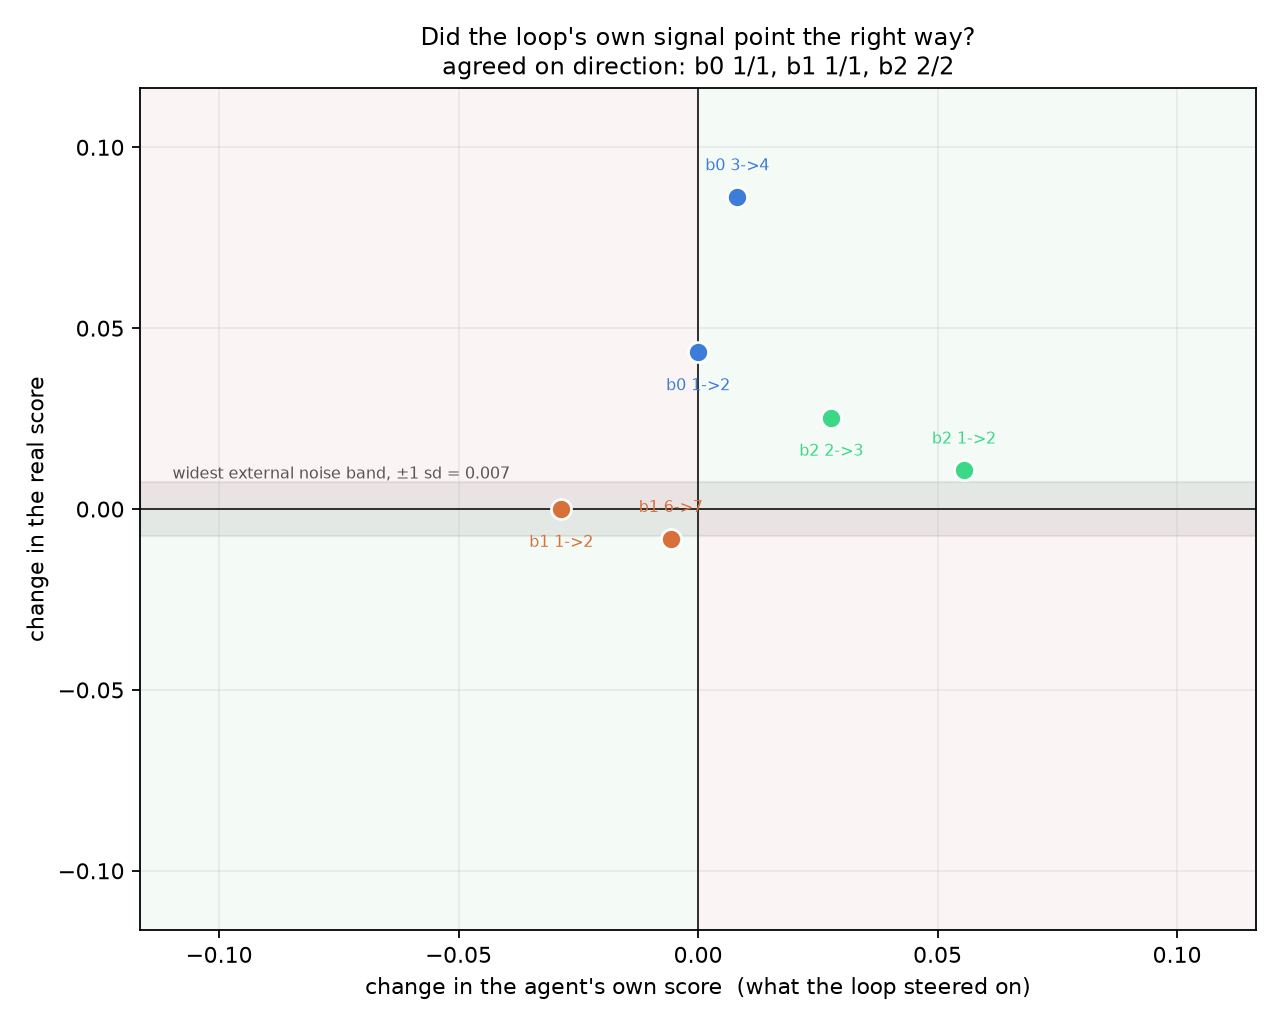 Did the loop's own signal point the right way?
agreed on direction: b0 1/1, b1 1/1, b2 2/2
change in the real score
0.10
0.05
0.00
−0.05
−0.10
b0 3->4
b0 1->2
b2 2->3
b2 1->2
widest external noise band, ±1 sd = 0.007
b1 6->7
b1 1->2
−0.10
−0.05
0.00
0.05
0.10
change in the agent's own score  (what the loop steered on)